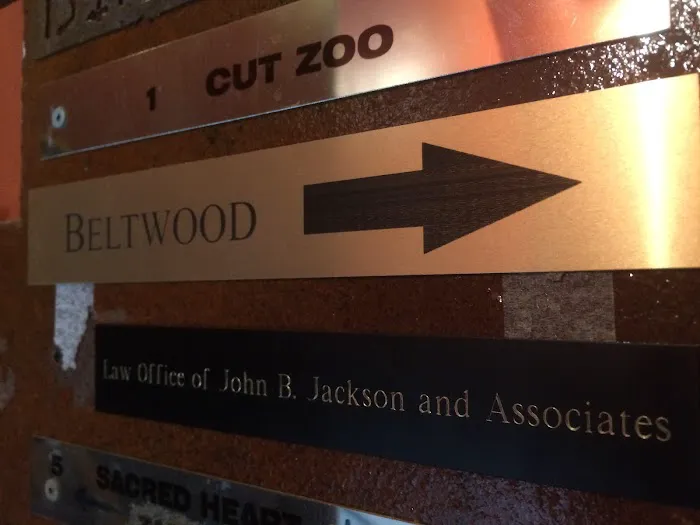 1 CUT ZOO
BELTWOOD
Law Office of John B. Jackson and Associates
5 SACRED HEART